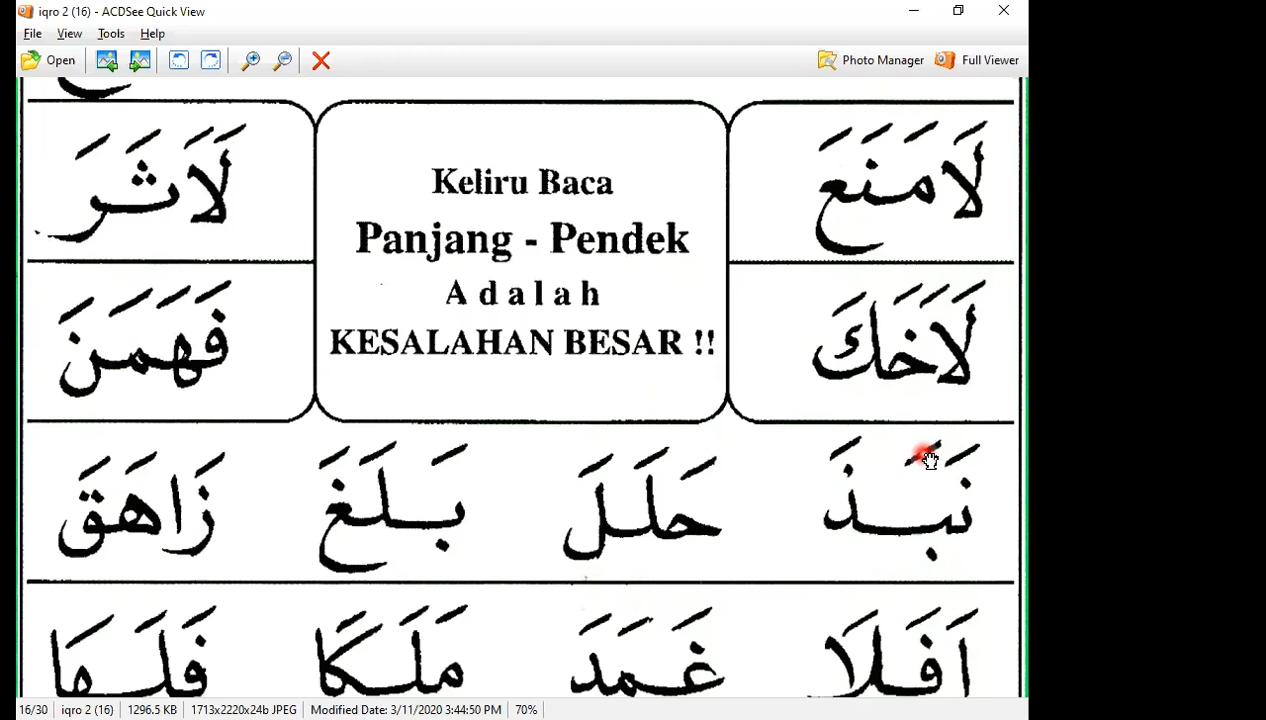 iqro 2 (16) - ACDSee Quick View
File View Tools Help
Open Photo Manager Full Viewer
لَامَنَعَ
لَاثَرَ
Keliru Baca
Panjang - Pendek
Adalah
KESALAHAN BESAR !!
لَاَخَكَ
فَهَمَنَ
نَبَذَ حَلَلَ بَلَغَ زَاهَقَ
اَفَلَا غَمَدَ مَلَكَا فَلَهَا
16/30 iqro 2 (16) 1296.5 KB 1713x2220x24b JPEG Modified Date: 3/11/2020 3:44:50 PM 70%